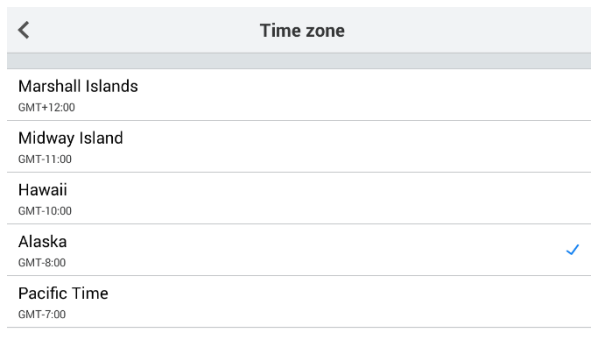 Time zone
Marshall Islands
GMT+12:00
Midway Island
GMT-11:00
Hawaii
GMT-10:00
Alaska
GMT-8:00
Pacific Time
GMT-7:00